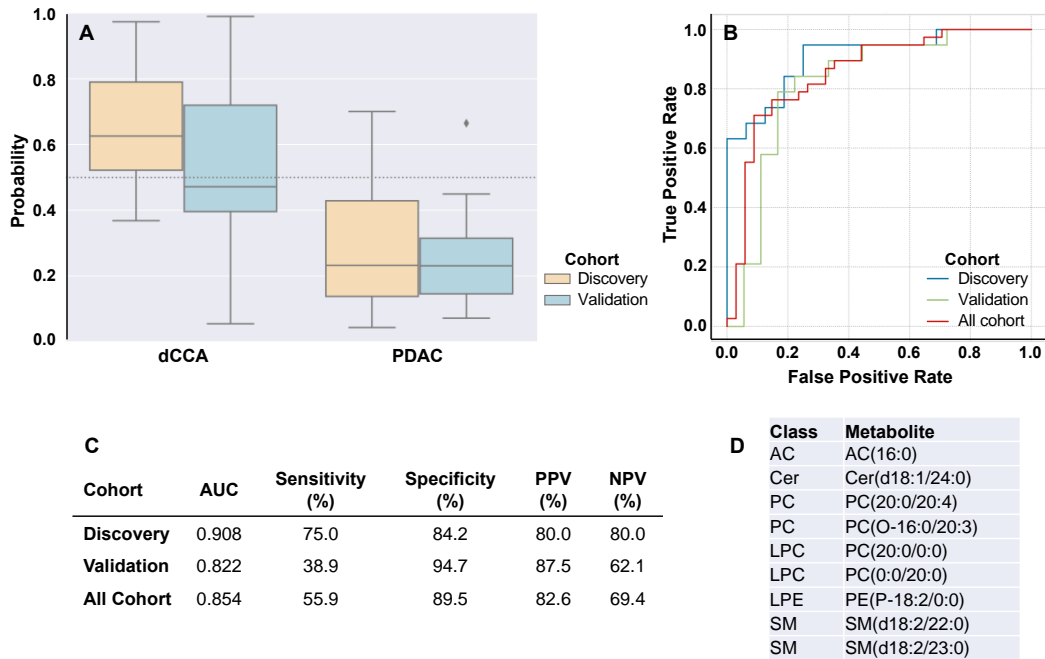 A
1.0
0.8
0.6
0.4
0.2
0.0
Probability
dCCA
PDAC
Cohort
Discovery
Validation
B
1.0
0.8
0.6
0.4
0.2
0.0
True Positive Rate
0.0
0.2
0.4
0.6
0.8
1.0
False Positive Rate
Cohort
Discovery
Validation
All cohort
C
Cohort AUC Sensitivity (%) Specificity (%) PPV (%) NPV (%)
Discovery 0.908 75.0 84.2 80.0 80.0
Validation 0.822 38.9 94.7 87.5 62.1
All Cohort 0.854 55.9 89.5 82.6 69.4
D
Class Metabolite
AC AC(16:0)
Cer Cer(d18:1/24:0)
PC PC(20:0/20:4)
PC PC(O-16:0/20:3)
LPC PC(20:0/0:0)
LPC PC(0:0/20:0)
LPE PE(P-18:2/0:0)
SM SM(d18:2/22:0)
SM SM(d18:2/23:0)